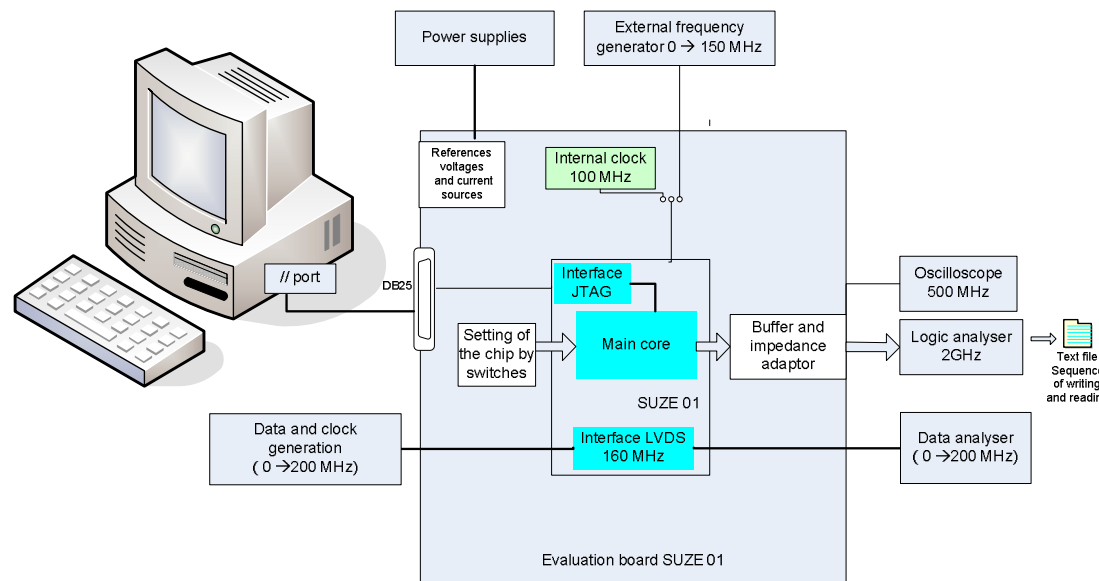 Power supplies
External frequency
generator 0 → 150 MHz
References
voltages
and current
sources
Internal clock
100 MHz
// port
DB25
Interface
JTAG
Oscilloscope
500 MHz
Setting of
the chip by
switches
Main core
Buffer and
impedance
adaptor
Logic analyser
2GHz
Text file
Sequence
of writing
and readin
SUZE 01
Data and clock
generation
( 0 →200 MHz)
Interface LVDS
160 MHz
Data analyser
( 0 →200 MHz)
Evaluation board SUZE 01